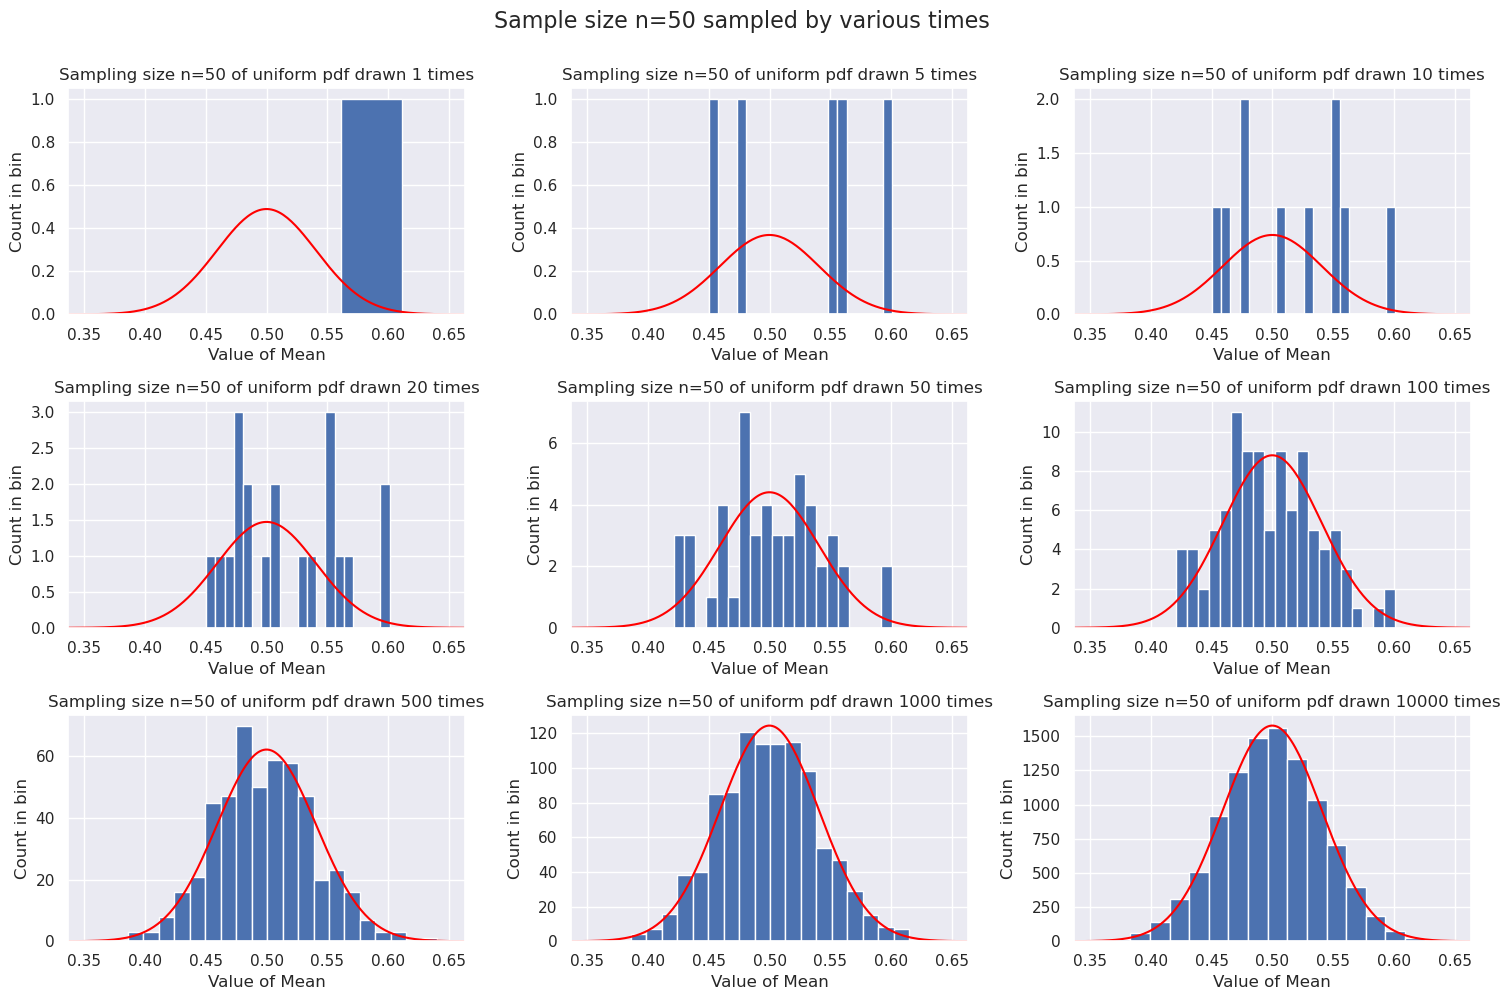 Sample size n=50 sampled by various times
Sampling size n=50 of uniform pdf drawn 1 times
1.0
0.8
0.6
0.4
0.2
0.0
Count in bin
0.35 0.40 0.45 0.50 0.55 0.60 0.65
Value of Mean
Sampling size n=50 of uniform pdf drawn 5 times
1.0
0.8
0.6
0.4
0.2
0.0
Count in bin
0.35 0.40 0.45 0.50 0.55 0.60 0.65
Value of Mean
Sampling size n=50 of uniform pdf drawn 10 times
2.0
1.5
1.0
0.5
0.0
Count in bin
0.35 0.40 0.45 0.50 0.55 0.60 0.65
Value of Mean
Sampling size n=50 of uniform pdf drawn 20 times
3.0
2.5
2.0
1.5
1.0
0.5
0.0
Count in bin
0.35 0.40 0.45 0.50 0.55 0.60 0.65
Value of Mean
Sampling size n=50 of uniform pdf drawn 50 times
6
4
2
0
Count in bin
0.35 0.40 0.45 0.50 0.55 0.60 0.65
Value of Mean
Sampling size n=50 of uniform pdf drawn 100 times
10
8
6
4
2
0
Count in bin
0.35 0.40 0.45 0.50 0.55 0.60 0.65
Value of Mean
Sampling size n=50 of uniform pdf drawn 500 times
60
40
20
0
Count in bin
0.35 0.40 0.45 0.50 0.55 0.60 0.65
Value of Mean
Sampling size n=50 of uniform pdf drawn 1000 times
120
100
80
60
40
20
0
Count in bin
0.35 0.40 0.45 0.50 0.55 0.60 0.65
Value of Mean
Sampling size n=50 of uniform pdf drawn 10000 times
1500
1250
1000
750
500
250
0
Count in bin
0.35 0.40 0.45 0.50 0.55 0.60 0.65
Value of Mean